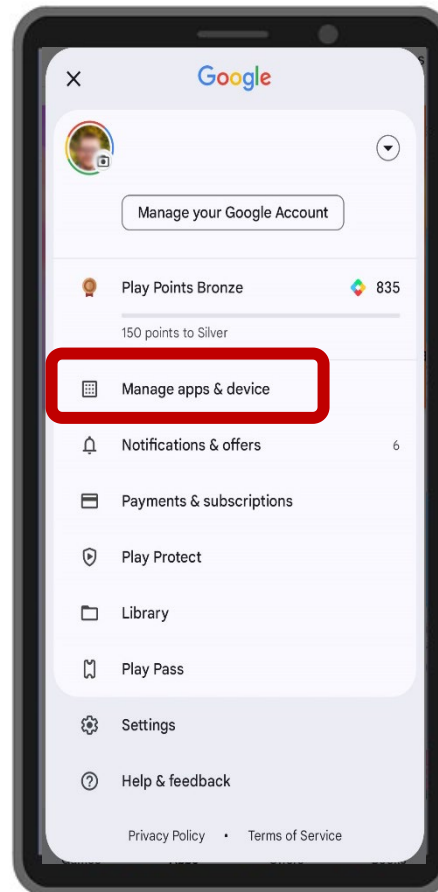 Google
Manage your Google Account
Play Points Bronze 835
150 points to Silver
Manage apps & device
Notifications & offers 6
Payments & subscriptions
Play Protect
Library
Play Pass
Settings
Help & feedback
Privacy Policy • Terms of Service